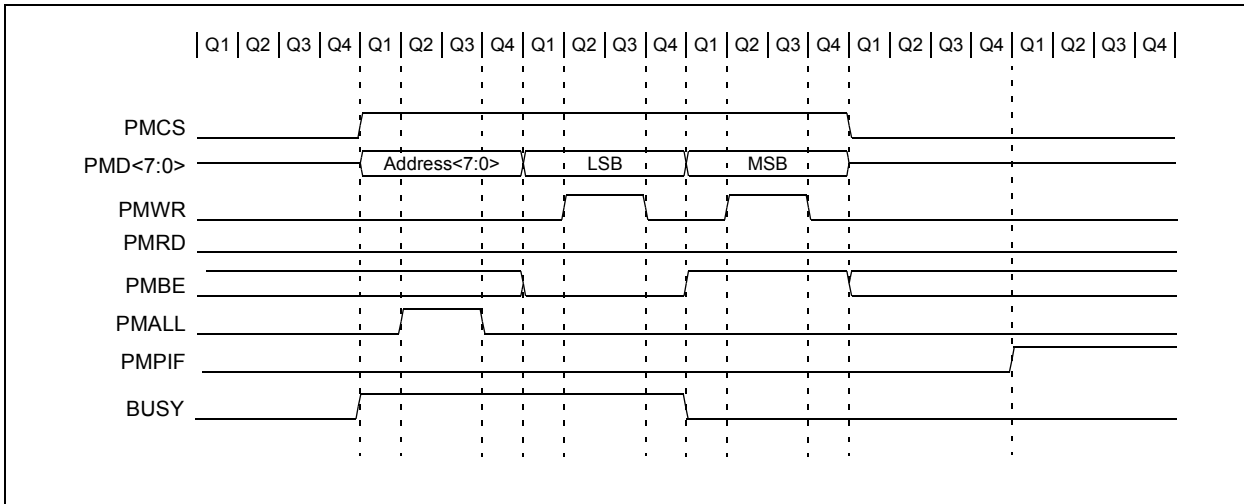 Q1 Q2 Q3 Q4 Q1 Q2 Q3 Q4 Q1 Q2 Q3 Q4 Q1 Q2 Q3 Q4 Q1 Q2 Q3 Q4 Q1 Q2 Q3 Q4
PMCS
PMD<7:0> Address<7:0> LSB MSB
PMWR
PMRD
PMBE
PMALL
PMPIF
BUSY